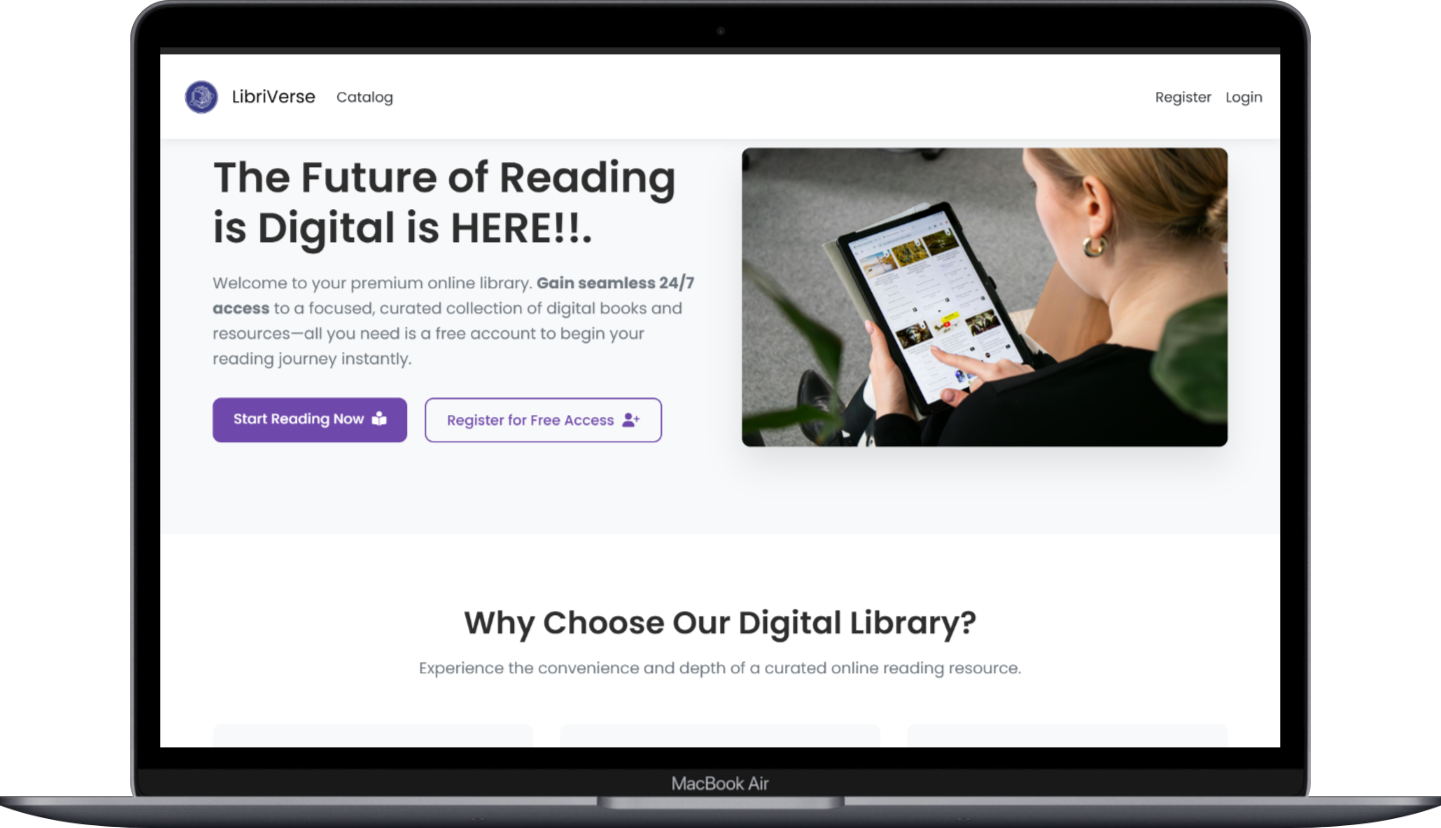 LibriVerse Catalog Register Login
The Future of Reading
is Digital is HERE!!.
Welcome to your premium online library. Gain seamless 24/7
access to a focused, curated collection of digital books and
resources—all you need is a free account to begin your
reading journey instantly.
Start Reading Now Register for Free Access
Why Choose Our Digital Library?
Experience the convenience and depth of a curated online reading resource.
MacBook Air